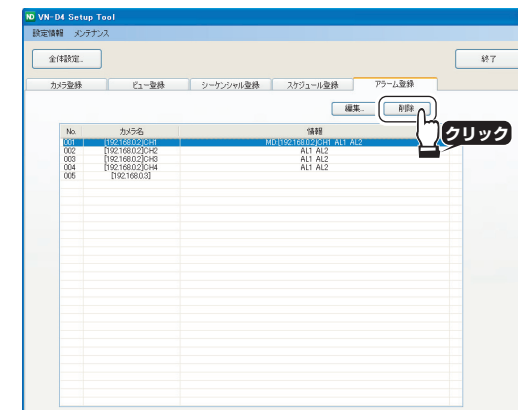 VN-D4 Setup Tool
設定情報 メンテナンス
全体設定... 終了
カメラ登録 ビュー登録 シーケンシャル登録 スケジュール登録 アラーム登録
編集... 削除
クリック
No. カメラ名 情報
001 [192.168.0.2]CH1 MD:[192.168.0.2]CH1 AL1 AL2
002 [192.168.0.2]CH2 AL1 AL2
003 [192.168.0.2]CH3 AL1 AL2
004 [192.168.0.2]CH4 AL1 AL2
005 [192.168.0.3]